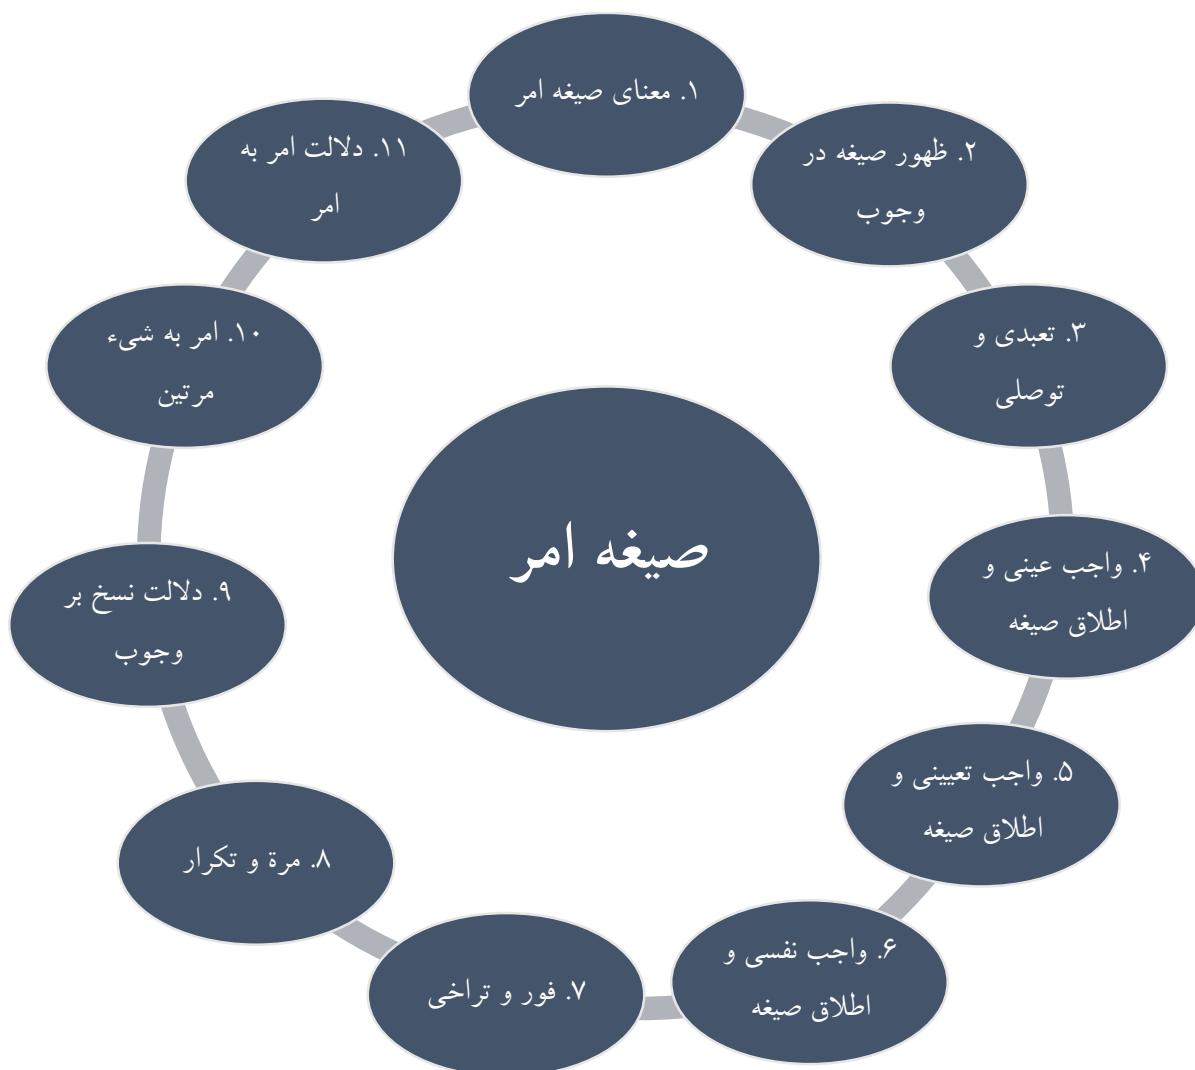 ۱. معنای صیغه امر
۲. ظهور صیغه در
وجوب
۳. تعبدی و
توصلی
۴. واجب عینی و
اطلاق صیغه
۵. واجب تعیینی و
اطلاق صیغه
۶. واجب نفسی و
اطلاق صیغه
۷. فور و تراخی
۸. مرة و تکرار
۹. دلالت نسخ بر
وجوب
۱۰. امر به شیء
مرتین
۱۱. دلالت امر به
امر
صیغه امر